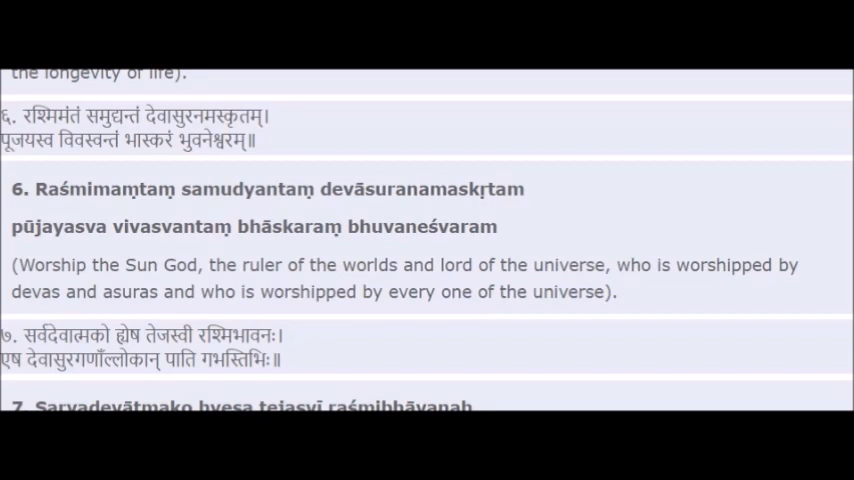 the longevity of life).
६. रश्मिमंतं समुद्यन्तं देवासुरनमस्कृतम्।
पूजयस्व विवस्वन्तं भास्करं भुवनेश्वरम्॥
6. Raśmimaṃtaṃ samudyantaṃ devāsuranamaskṛtam
pūjayasva vivasvantaṃ bhāskaraṃ bhuvaneśvaram
(Worship the Sun God, the ruler of the worlds and lord of the universe, who is worshipped by
devas and asuras and who is worshipped by every one of the universe).
७. सर्वदेवात्मको ह्येष तेजस्वी रश्मिभावनः।
एष देवासुरगणाँल्लोकान् पाति गभस्तिभिः॥
7. Sarvadevātmako hyeṣa tejasvī raśmibhāvanaḥ